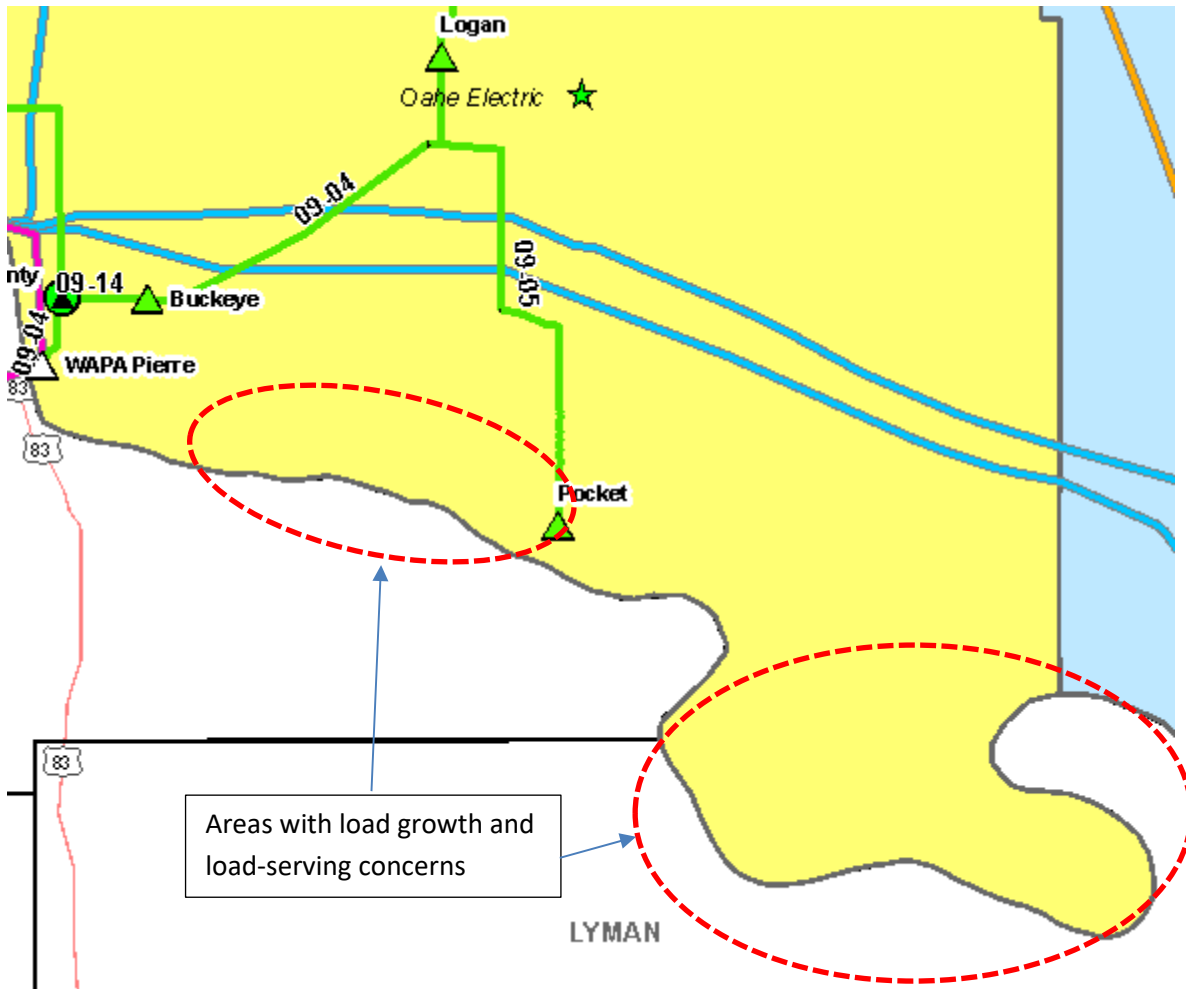 Logan
Oahe Electric
09-04
09-05
nty
09-14
Buckeye
09-04
WAPA Pierre
83
83
Pocket
83
Areas with load growth and
load-serving concerns
LYMAN